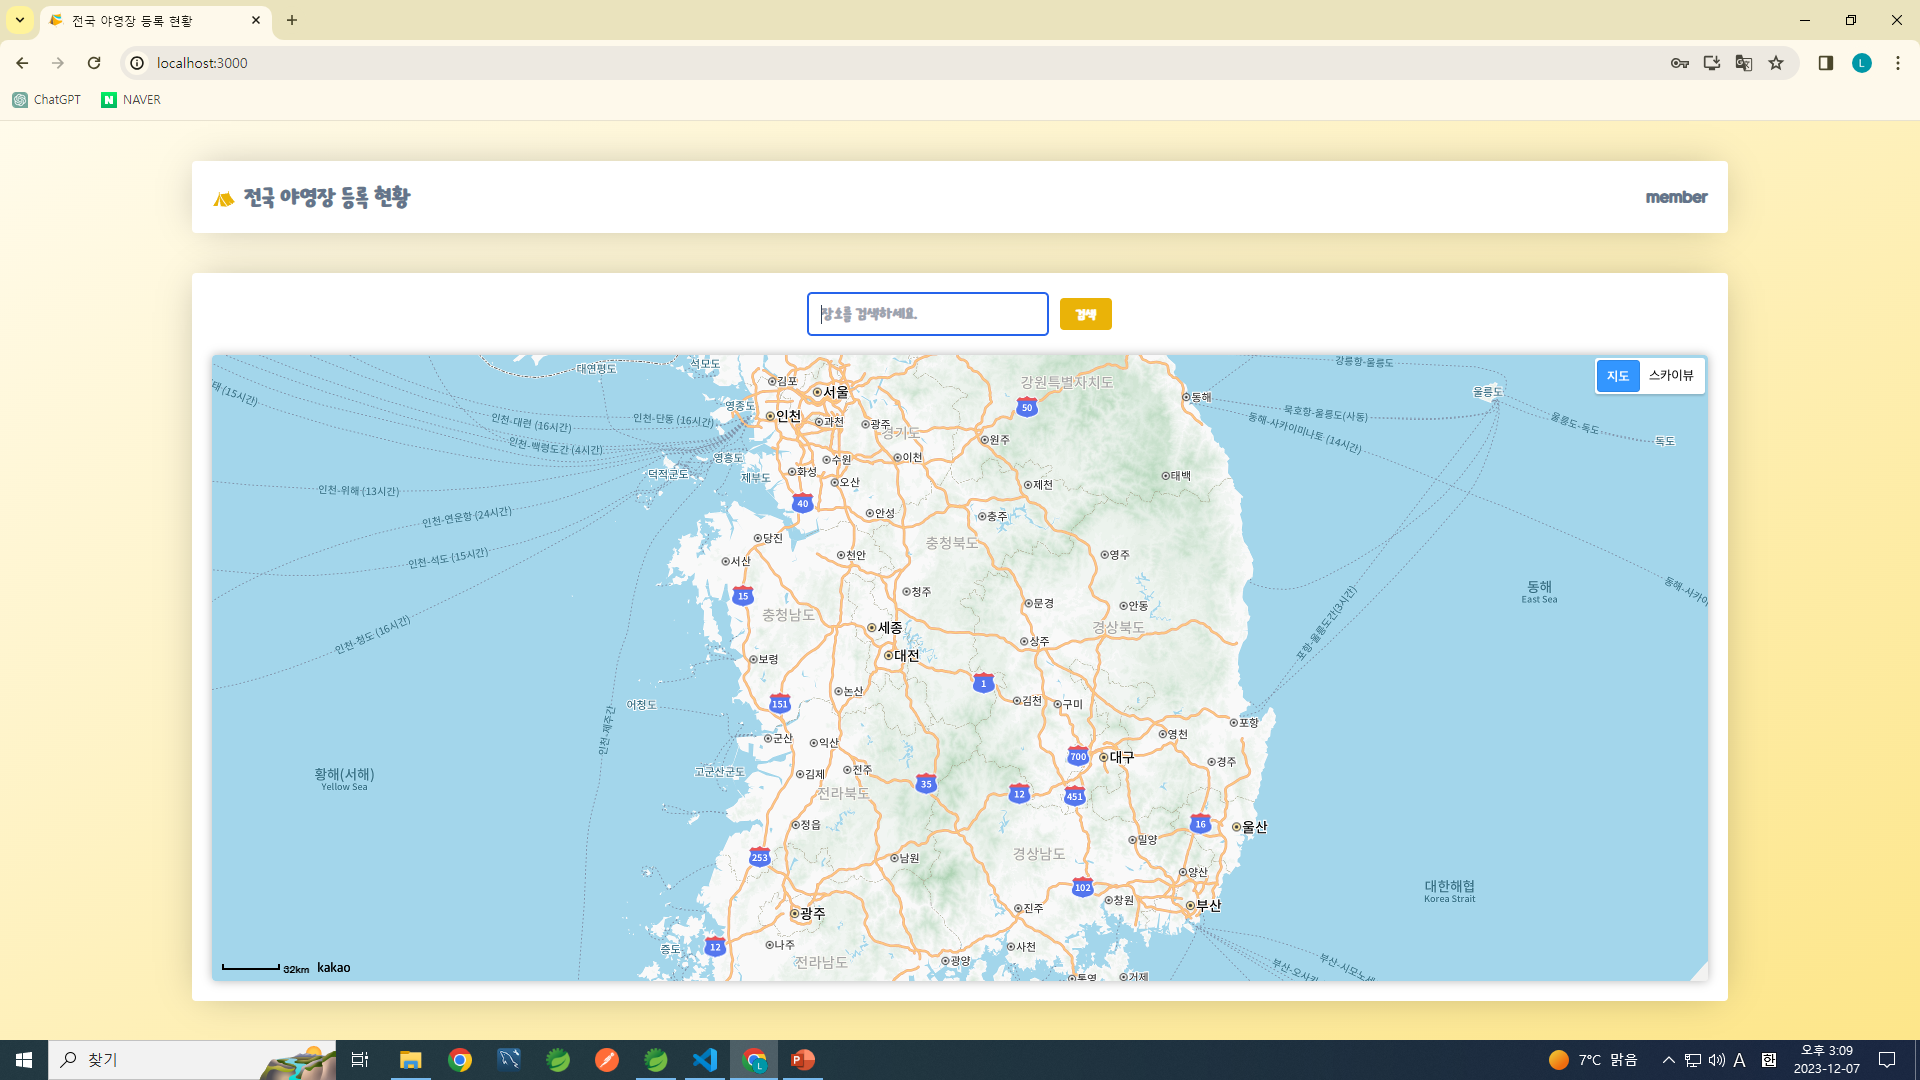 전국 야영장 등록 현황
localhost:3000
L
ChatGPT
NAVER
전국 야영장 등록 현황
member
장소를 검색하세요.
검색
지도
스카이뷰
대연평도
석모도
김포
서울
강원특별자치도
50
강릉항-울릉도
울릉도
동해
묵호항-울릉도(사동)
동해-사카이미나토 (14시간)
울릉도-독도
독도
태 (15시간)
영종도
인천
인천-단동 (16시간)
인천-대련 (16시간)
과천
광주
경기도
원주
인천-백령도간 (4시간)
영흥도
수원
이천
덕적군도
제부도
화성
오산
제천
태백
인천-위해 (13시간)
40
안성
충주
인천-연운항 (24시간)
당진
충청북도
서산
천안
영주
인천-석도 (15시간)
15
청주
문경
안동
동해
East Sea
동해-사카이
충청남도
세종
경상북도
인천-청도 (16시간)
상주
포항-울릉도간(3시간)
보령
대전
1
논산
김천
구미
어청도
151
인천-제주간
군산
익산
포항
영천
700
대구
경주
황해(서해)
Yellow Sea
고군산군도
김제
전주
35
전라북도
12
451
정읍
16
울산
밀양
253
남원
경상남도
양산
102
대한해협
Korea Strait
창원
부산
광주
진주
증도
12
나주
사천
전라남도
광양
통영
거제
부산-오사카
부산-시모노세
32km
kakao
찾기
L
P
7°C 맑음
A
한
오후 3:09
2023-12-07